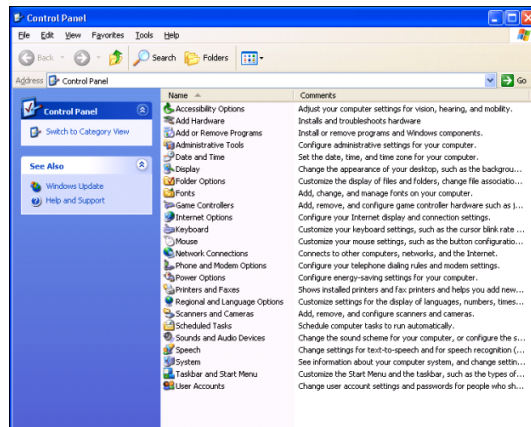 Control Panel
File Edit View Favorites Tools Help
Back Search Folders
Address Control Panel Go
Control Panel
Switch to Category View
See Also
Windows Update
Help and Support
Name Comments
Accessibility Options Adjust your computer settings for vision, hearing, and mobility.
Add Hardware Installs and troubleshoots hardware
Add or Remove Programs Install or remove programs and Windows components.
Administrative Tools Configure administrative settings for your computer.
Date and Time Set the date, time, and time zone for your computer.
Display Change the appearance of your desktop, such as the backgrou...
Folder Options Customize the display of files and folders, change file associatio...
Fonts Add, change, and manage fonts on your computer.
Game Controllers Add, remove, and configure game controller hardware such as j...
Internet Options Configure your Internet display and connection settings.
Keyboard Customize your keyboard settings, such as the cursor blink rate ...
Mouse Customize your mouse settings, such as the button configuratio...
Network Connections Connects to other computers, networks, and the Internet.
Phone and Modem Options Configure your telephone dialing rules and modem settings.
Power Options Configure energy-saving settings for your computer.
Printers and Faxes Shows installed printers and fax printers and helps you add new...
Regional and Language Options Customize settings for the display of languages, numbers, times...
Scanners and Cameras Add, remove, and configure scanners and cameras.
Scheduled Tasks Schedule computer tasks to run automatically.
Sounds and Audio Devices Change the sound scheme for your computer, or configure the s...
Speech Change settings for text-to-speech and for speech recognition (...
System See information about your computer system, and change settin...
Taskbar and Start Menu Customize the Start Menu and the taskbar, such as the types of...
User Accounts Change user account settings and passwords for people who sh...